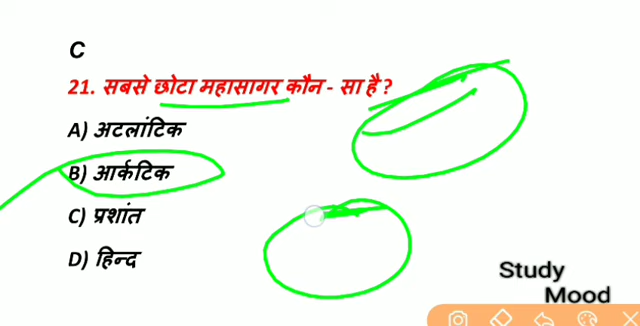 C
21. सबसे छोटा महासागर कौन - सा है ?
A) अटलांटिक
B) आर्कटिक
C) प्रशांत
D) हिन्द
Study
Mood